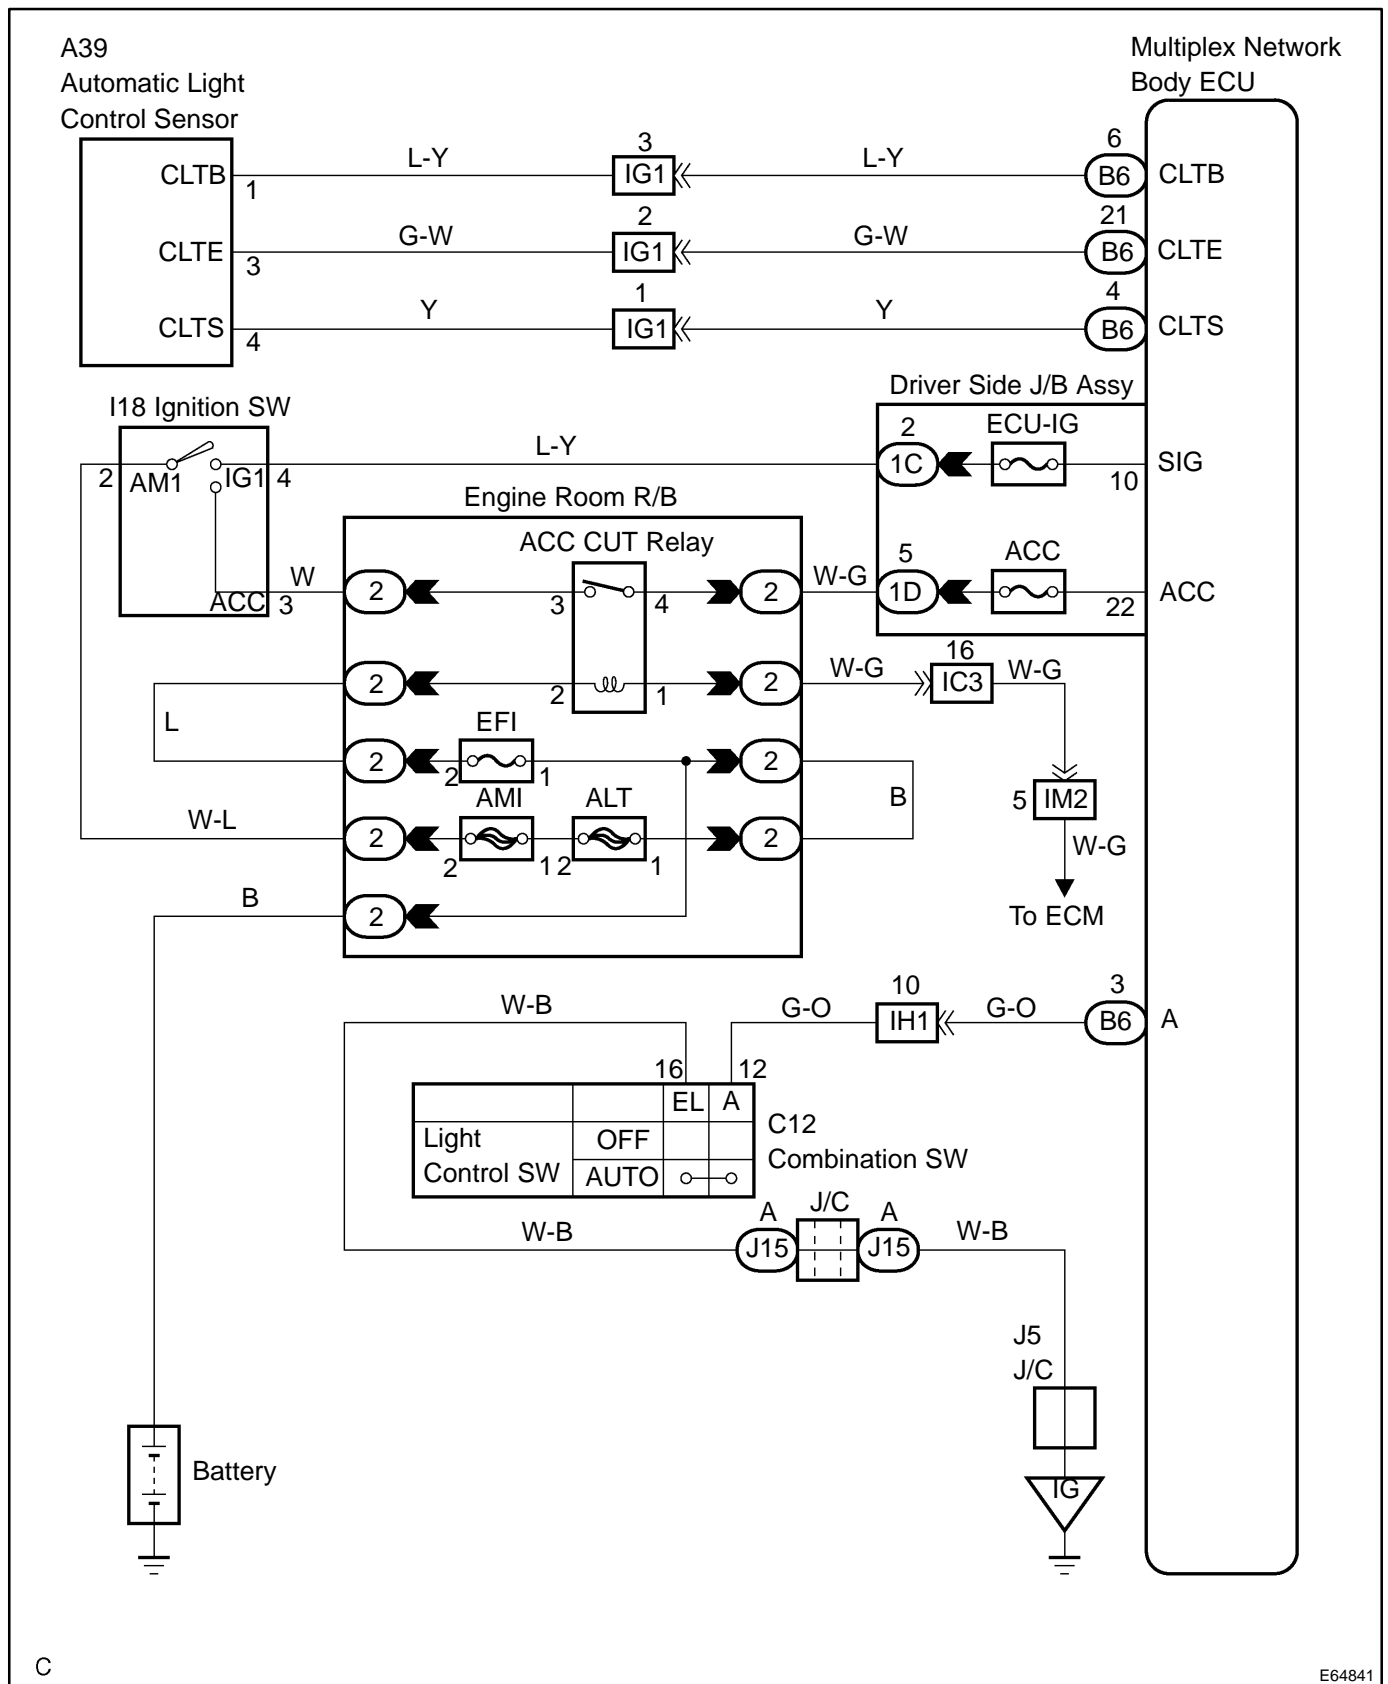 A39
Automatic Light
Control Sensor
Multiplex Network
Body ECU
CLTB 1 L-Y 3 IG1 L-Y 6 B6 CLTB
CLTE 3 G-W 2 IG1 G-W 21 B6 CLTE
CLTS 4 Y 1 IG1 Y 4 B6 CLTS
Driver Side J/B Assy
I18 Ignition SW
2 AM1 IG1 4 L-Y 2 1C ECU-IG 10 SIG
Engine Room R/B
ACC CUT Relay
ACC 3 W 2 3 4 2 W-G 5 1D ACC 22 ACC
2 2 1 2 W-G 16 IC3 W-G
L
EFI
2 2 1 2
B
5 IM2
AMI ALT
W-L 2 2 1 2 1 2
W-G
B 2
To ECM
W-B G-O 10 IH1 G-O 3 B6 A
16 12
EL A
Light
Control SW
OFF
AUTO
C12
Combination SW
W-B A J15 J/C A J15 W-B
J5
J/C
Battery
IG
C
E64841